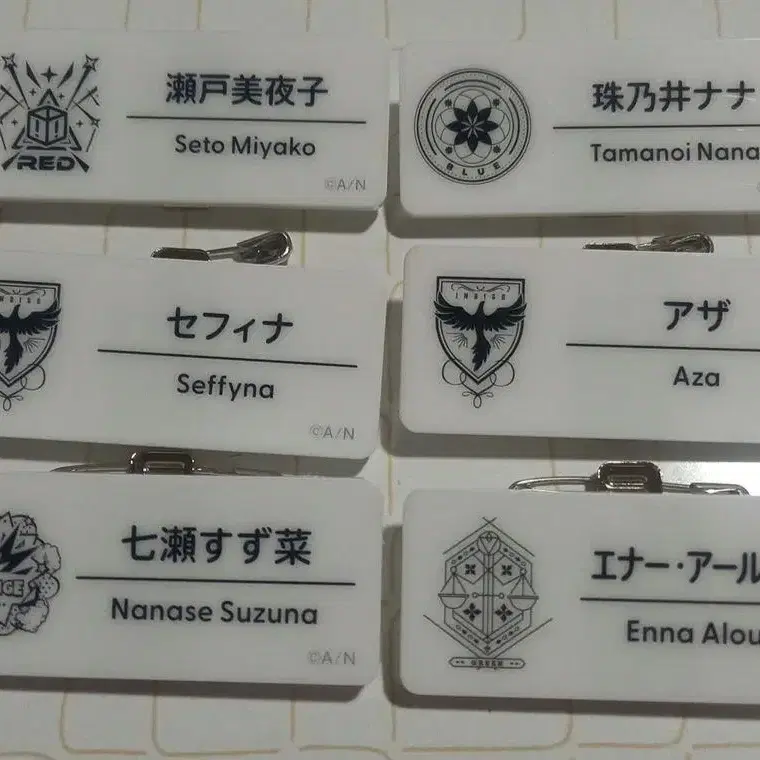 RED
瀬戸美夜子
Seto Miyako
©A/N
BLUE
珠乃井ナナ
Tamanoi Nana
セフィナ
Seffyna
©A/N
INDIGO
アザ
Aza
七瀬すず菜
Nanase Suzuna
©A/N
GREEN
エナー・アール
Enna Alou